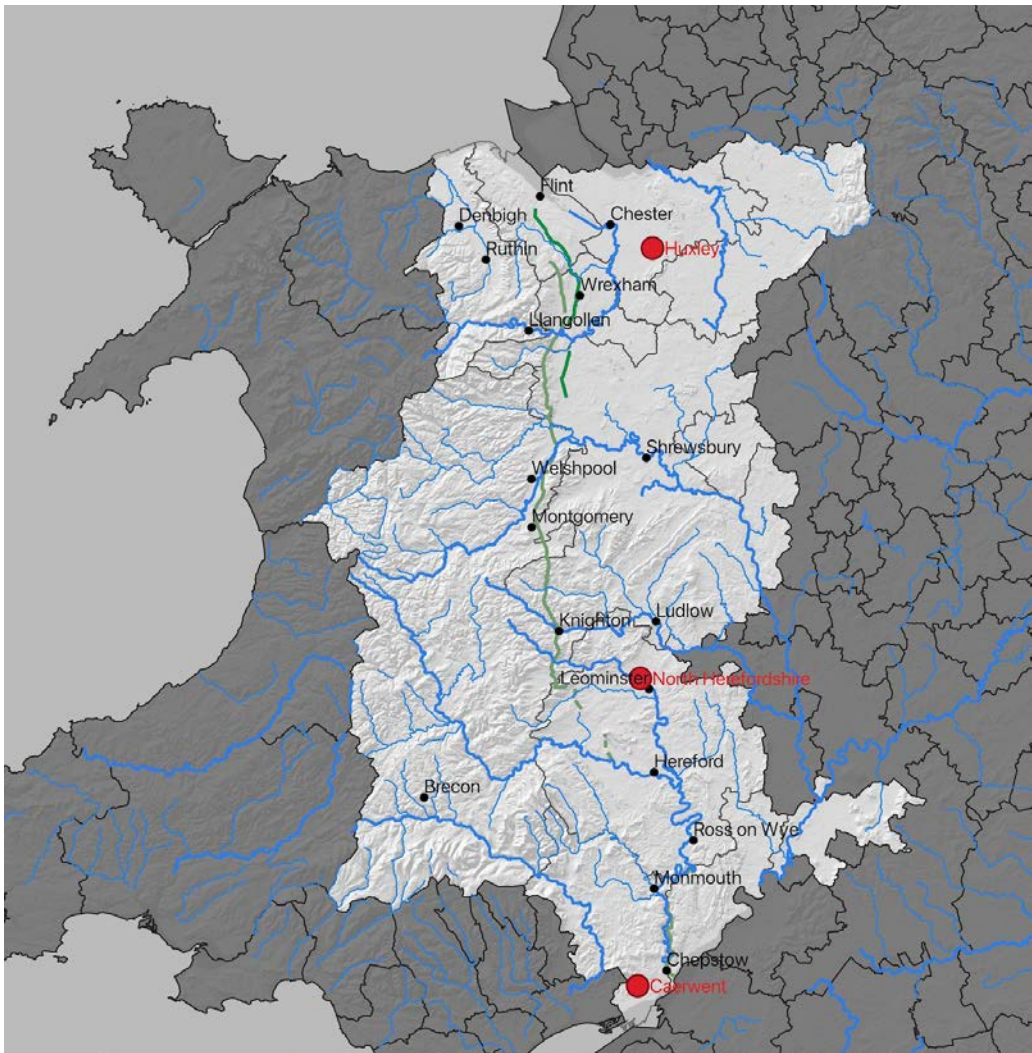 Flint
Denbigh
Chester
Ruthin
Huxley
Wrexham
Llangollen
Shrewsbury
Welshpool
Montgomery
Ludlow
Knighton
Leominster
North Herefordshire
Hereford
Brecon
Ross on Wye
Monmouth
Chepstow
Caerwent